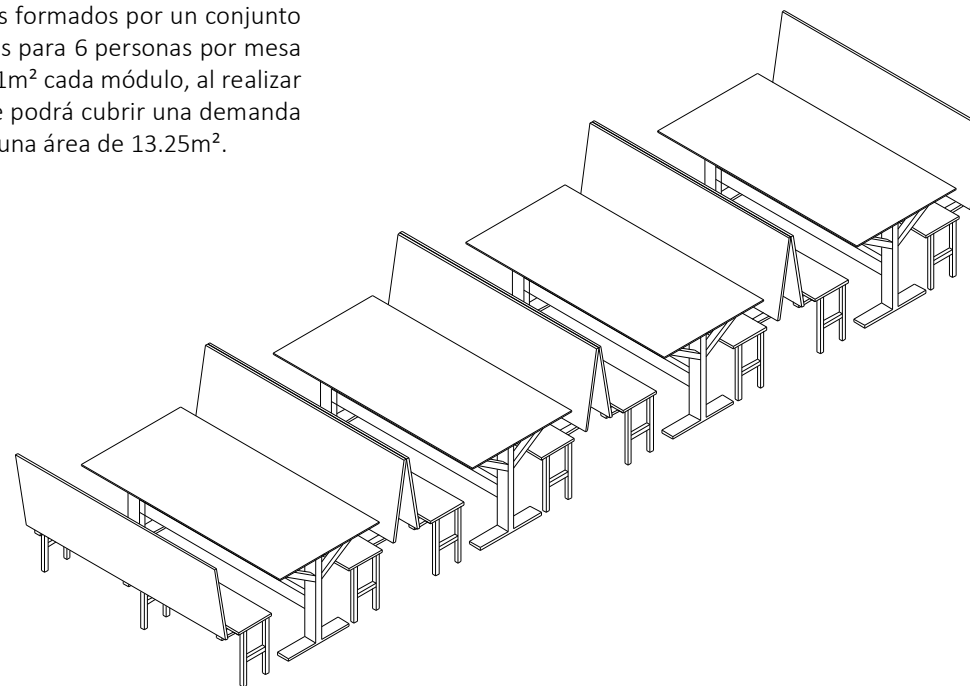 s formados por un conjunto
s para 6 personas por mesa
1m² cada módulo, al realizar
e podrá cubrir una demanda
una área de 13.25m².